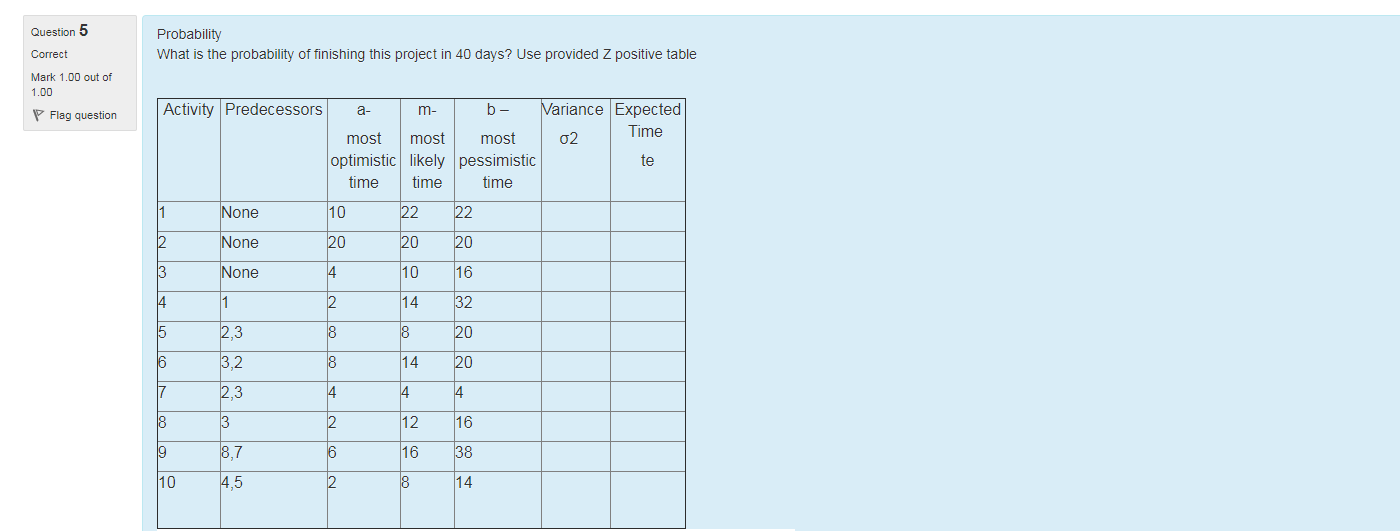 Question 5
Correct
Mark 1.00 out of
1.00
Flag question
Probability
What is the probability of finishing this project in 40 days? Use provided Z positive table
Activity Predecessors a- m- b – Variance Expected
Time
most most most σ2
optimistic likely pessimistic te
time time time
1 None 10 22 22
2 None 20 20 20
3 None 4 10 16
4 1 2 14 32
5 2,3 8 8 20
6 3,2 8 14 20
7 2,3 4 4 4
8 3 2 12 16
9 8,7 6 16 38
10 4,5 2 8 14